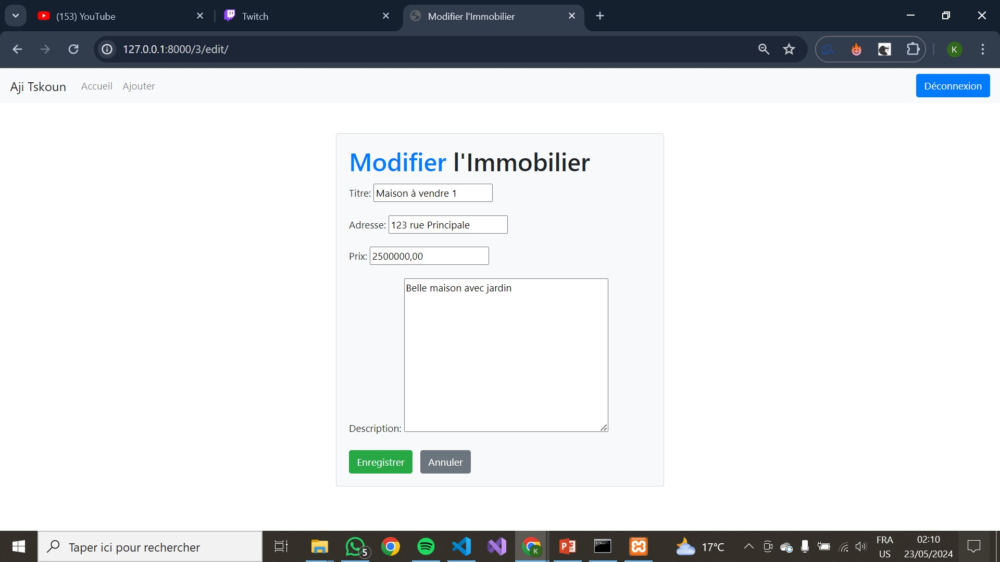 (153) YouTube
Twitch
Modifier l'Immobilier
127.0.0.1:8000/3/edit/
K
Aji Tskoun
Accueil
Ajouter
Déconnexion
Modifier l'Immobilier
Titre: Maison à vendre 1
Adresse: 123 rue Principale
Prix: 2500000,00
Belle maison avec jardin
Description:
Enregistrer
Annuler
Taper ici pour rechercher
5
K
17°C
FRA
US
02:10
23/05/2024